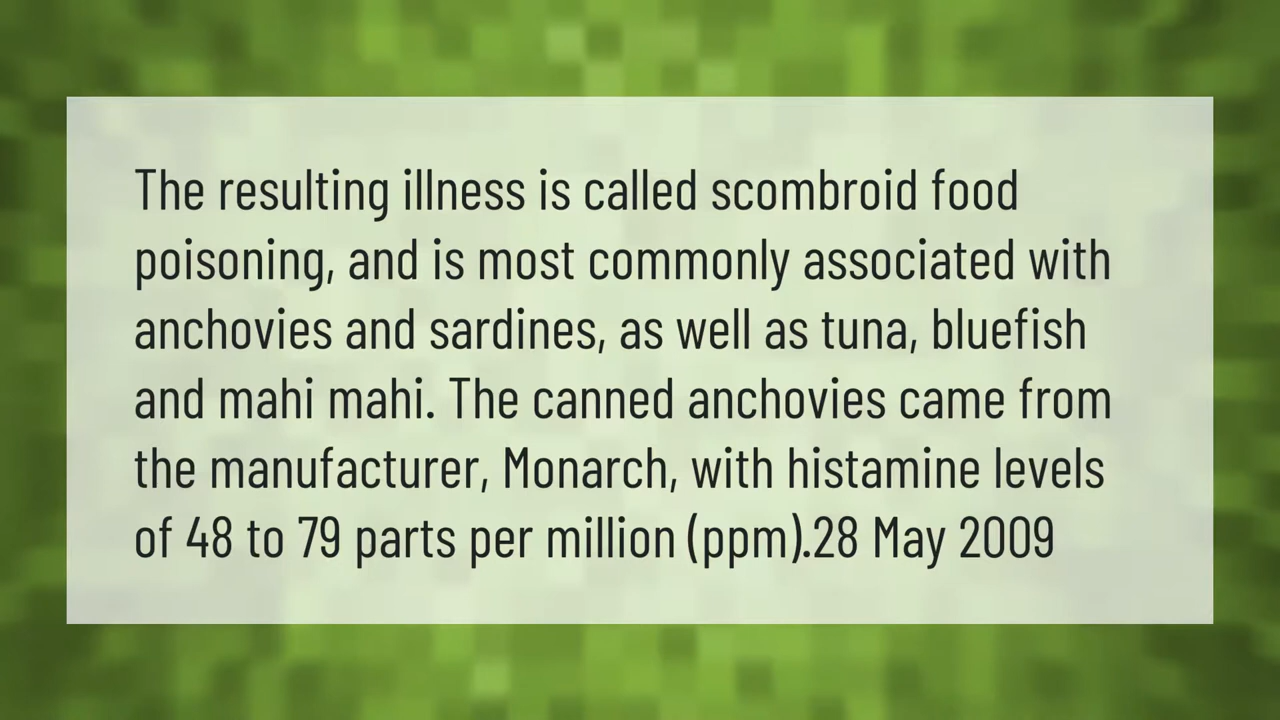 The resulting illness is called scombroid food
poisoning, and is most commonly associated with
anchovies and sardines, as well as tuna, bluefish
and mahi mahi. The canned anchovies came from
the manufacturer, Monarch, with histamine levels
of 48 to 79 parts per million (ppm).28 May 2009